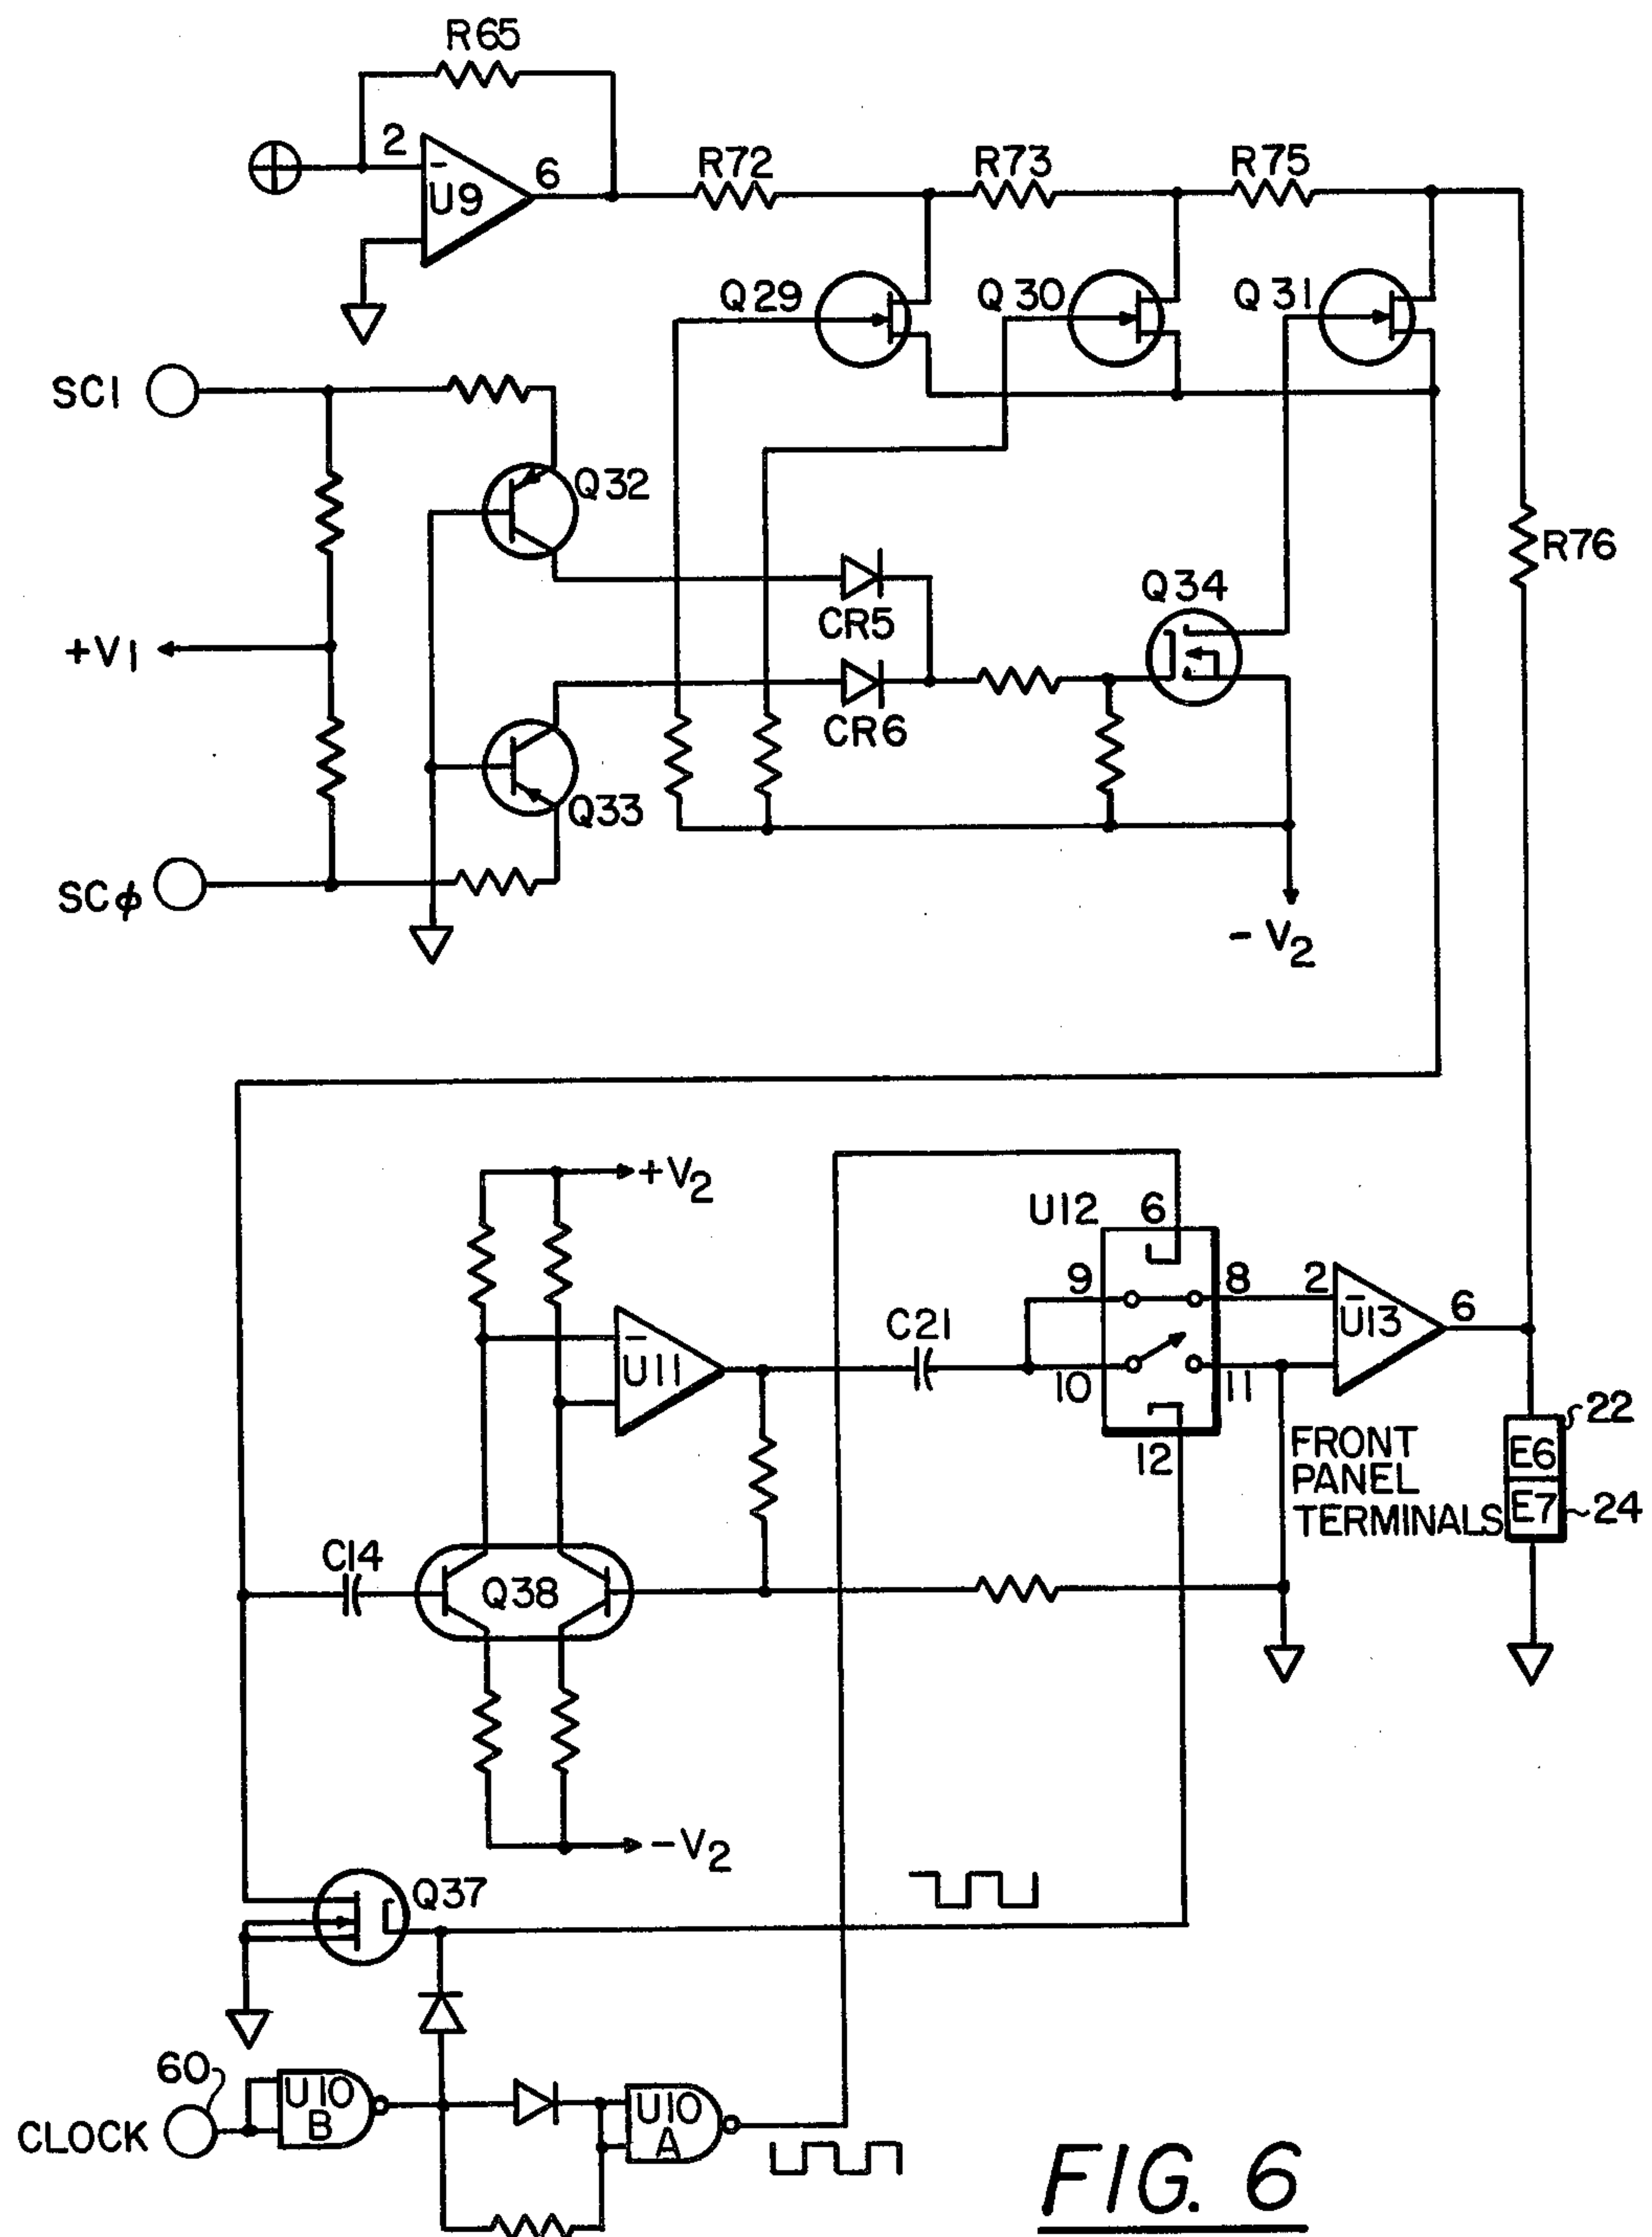 R65
2
6
R72
R73
R75
−
U9
Q29
Q30
Q31
SC1
Q32
R76
+V1
CR5
Q34
CR6
Q33
SCϕ
−V2
+V2
U12
6
9
8
2
−
U13
6
C21
−
U11
10
11
12
FRONT
PANEL
TERMINALS
E6
22
E7
24
C14
Q38
−V2
Q37
60
CLOCK
U10
B
U10
A
FIG. 6